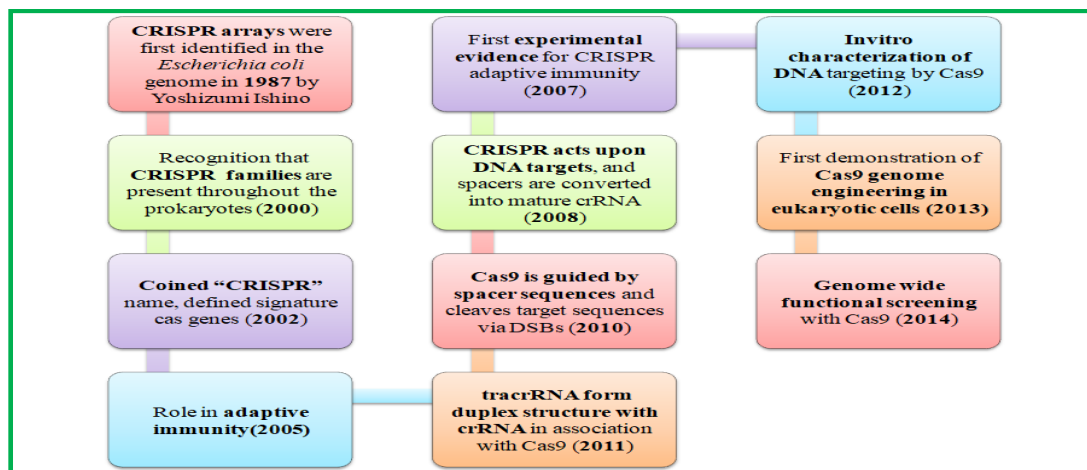 CRISPR arrays were
first identified in the
Escherichia coli
genome in 1987 by
Yoshizumi Ishino
Recognition that
CRISPR families are
present throughout the
prokaryotes (2000)
Coined “CRISPR”
name, defined signature
cas genes (2002)
Role in adaptive
immunity(2005)
First experimental
evidence for CRISPR
adaptive immunity
(2007)
CRISPR acts upon
DNA targets, and
spacers are converted
into mature crRNA
(2008)
Cas9 is guided by
spacer sequences and
cleaves target sequences
via DSBs (2010)
tracrRNA form
duplex structure with
crRNA in association
with Cas9 (2011)
Invitro
characterization of
DNA targeting by Cas9
(2012)
First demonstration of
Cas9 genome
engineering in
eukaryotic cells (2013)
Genome wide
functional screening
with Cas9 (2014)